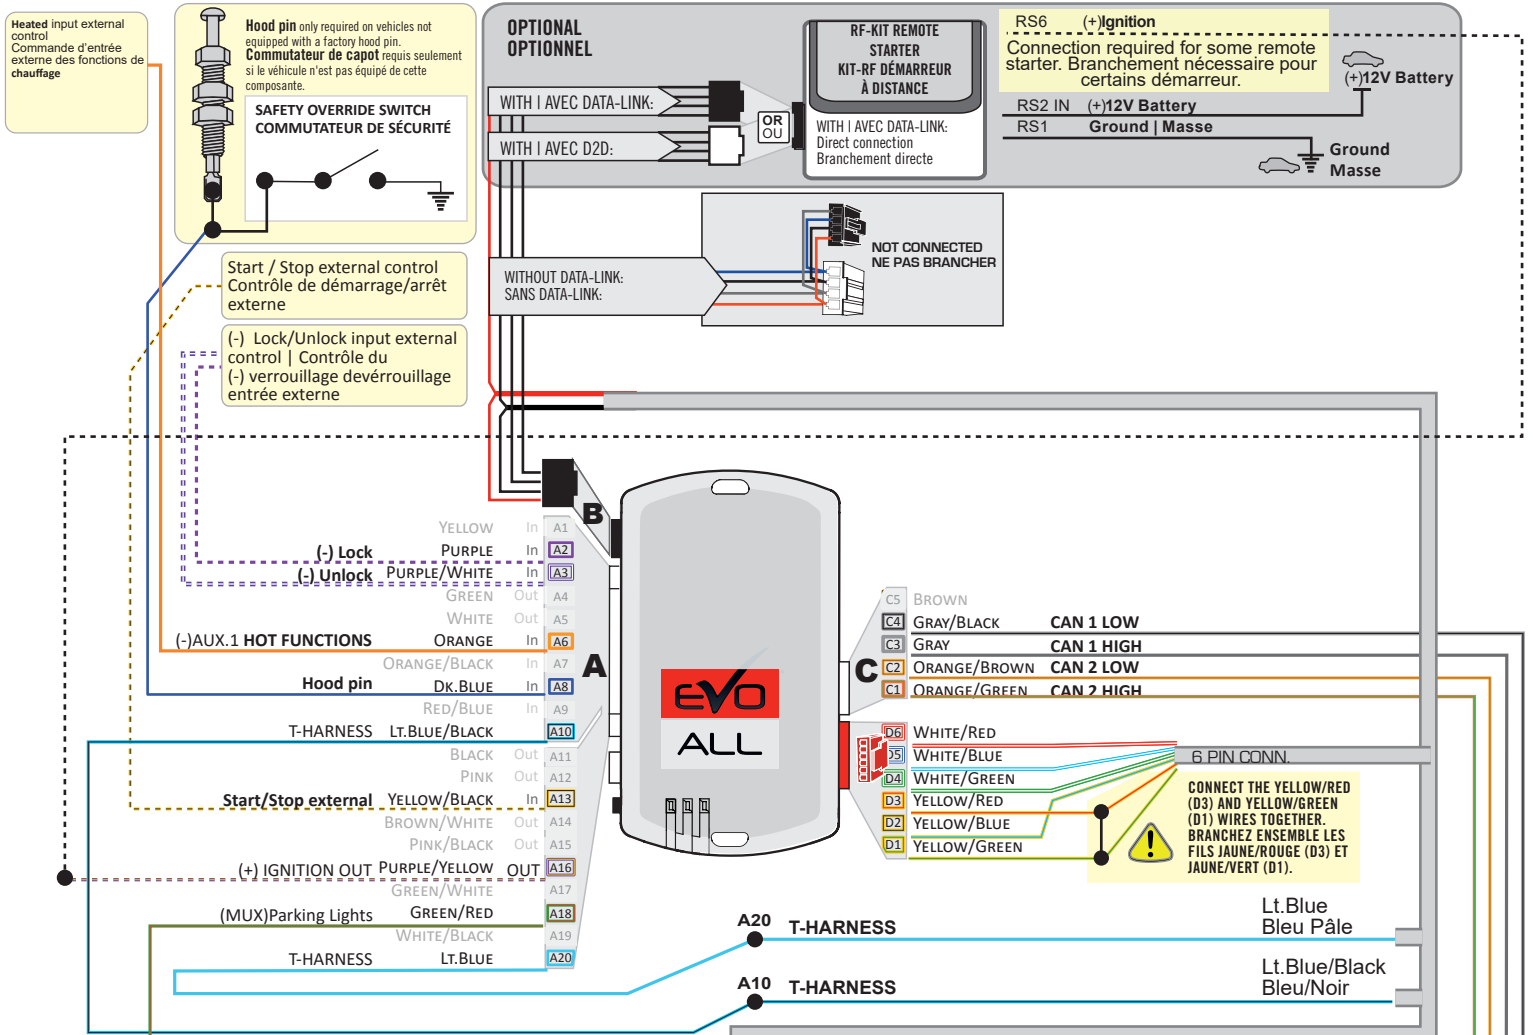 Heated input external
control
Commande d'entrée
externe des fonctions de
chauffage
Hood pin only required on vehicles not
equipped with a factory hood pin.
Commutateur de capot requis seulement
si le véhicule n'est pas équipé de cette
composante.
SAFETY OVERRIDE SWITCH
COMMUTATEUR DE SÉCURITÉ
OPTIONAL
OPTIONNEL
WITH | AVEC DATA-LINK:
WITH | AVEC D2D:
OR
OU
RF-KIT REMOTE
STARTER
KIT-RF DÉMARREUR
À DISTANCE
WITH | AVEC DATA-LINK:
Direct connection
Branchement directe
RS6 (+)Ignition
Connection required for some remote
starter. Branchement nécessaire pour
certains démarreur.
(+)12V Battery
RS2 IN (+)12V Battery
RS1 Ground | Masse
Ground
Masse
NOT CONNECTED
NE PAS BRANCHER
WITHOUT DATA-LINK:
SANS DATA-LINK:
Start / Stop external control
Contrôle de démarrage/arrêt
externe
(-) Lock/Unlock input external
control | Contrôle du
(-) verrouillage devérrouillage
entrée externe
B
A
C
YELLOW In A1
(-) Lock PURPLE In A2
(-) Unlock PURPLE/WHITE In A3
GREEN Out A4
WHITE Out A5
(-)AUX.1 HOT FUNCTIONS ORANGE In A6
ORANGE/BLACK In A7
Hood pin DK.BLUE In A8
RED/BLUE In A9
T-HARNESS LT.BLUE/BLACK A10
BLACK Out A11
PINK Out A12
Start/Stop external YELLOW/BLACK In A13
BROWN/WHITE Out A14
PINK/BLACK Out A15
(+) IGNITION OUT PURPLE/YELLOW OUT A16
GREEN/WHITE A17
(MUX)Parking Lights GREEN/RED A18
WHITE/BLACK A19
T-HARNESS LT.BLUE A20
EVO
ALL
C5 BROWN
C4 GRAY/BLACK CAN 1 LOW
C3 GRAY CAN 1 HIGH
C2 ORANGE/BROWN CAN 2 LOW
C1 ORANGE/GREEN CAN 2 HIGH
D6 WHITE/RED
D5 WHITE/BLUE
D4 WHITE/GREEN
D3 YELLOW/RED
D2 YELLOW/BLUE
D1 YELLOW/GREEN
6 PIN CONN.
CONNECT THE YELLOW/RED
(D3) AND YELLOW/GREEN
(D1) WIRES TOGETHER.
BRANCHEZ ENSEMBLE LES
FILS JAUNE/ROUGE (D3) ET
JAUNE/VERT (D1).
A20 T-HARNESS
Lt.Blue
Bleu Pâle
A10 T-HARNESS
Lt.Blue/Black
Bleu/Noir